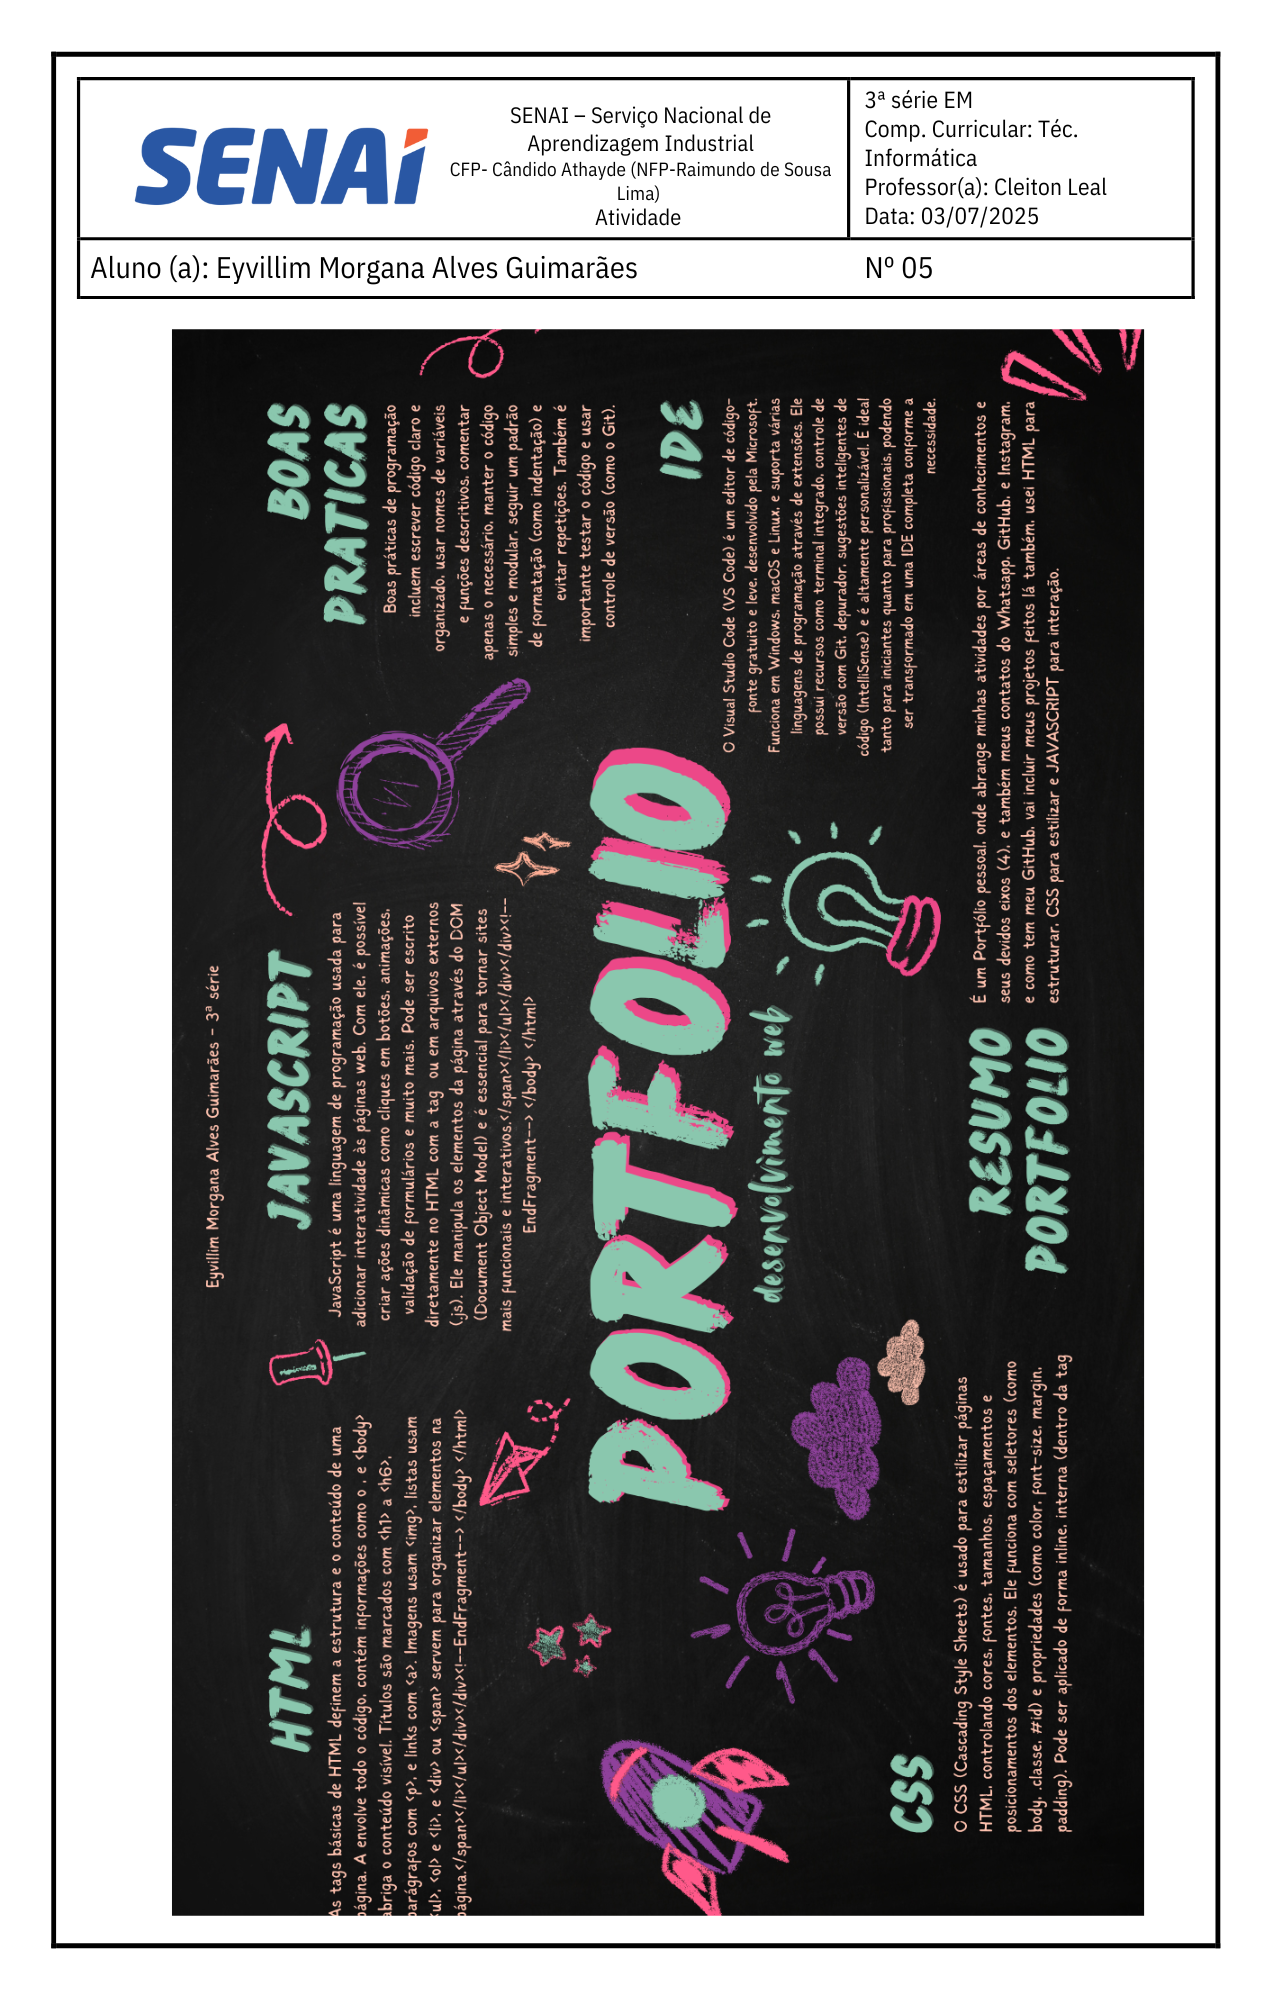 SENAI
SENAI – Serviço Nacional de
Aprendizagem Industrial
CFP- Cândido Athayde (NFP-Raimundo de Sousa
Lima)
Atividade
3ª série EM
Comp. Curricular: Téc.
Informática
Professor(a): Cleiton Leal
Data: 03/07/2025
Aluno (a): Eyvillim Morgana Alves Guimarães
Nº 05
Eyvillim Morgana Alves Guimarães - 3ª série
HTML
As tags básicas de HTML definem a estrutura e o conteúdo de uma
página. A envolve todo o código, contém informações como o , e <body>
abriga o conteúdo visível. Títulos são marcados com <h1> a <h6>,
parágrafos com <p>, e links com <a>. Imagens usam <img>, listas usam
<ul>, <ol> e <li>, e <div> ou <span> servem para organizar elementos na
página.</span></li></ul></div></div><!--EndFragment--> </body> </html>
JAVASCRIPT
JavaScript é uma linguagem de programação usada para
adicionar interatividade às páginas web. Com ele, é possível
criar ações dinâmicas como cliques em botões, animações,
validação de formulários e muito mais. Pode ser escrito
diretamente no HTML com a tag ou em arquivos externos
(.js). Ele manipula os elementos da página através do DOM
(Document Object Model) e é essencial para tornar sites
mais funcionais e interativos.</span></li></ul></div></div><!--
EndFragment--> </body> </html>
BOAS
PRATICAS
Boas práticas de programação
incluem escrever código claro e
organizado, usar nomes de variáveis
e funções descritivos, comentar
apenas o necessário, manter o código
simples e modular, seguir um padrão
de formatação (como indentação) e
evitar repetições. Também é
importante testar o código e usar
controle de versão (como o Git).
PORTFOLIO
desenvolvimento web
IDE
O Visual Studio Code (VS Code) é um editor de código-
fonte gratuito e leve, desenvolvido pela Microsoft.
Funciona em Windows, macOS e Linux, e suporta várias
linguagens de programação através de extensões. Ele
possui recursos como terminal integrado, controle de
versão com Git, depurador, sugestões inteligentes de
código (IntelliSense) e é altamente personalizável. É ideal
tanto para iniciantes quanto para profissionais, podendo
ser transformado em uma IDE completa conforme a
necessidade.
CSS
O CSS (Cascading Style Sheets) é usado para estilizar páginas
HTML, controlando cores, fontes, tamanhos, espaçamentos e
posicionamentos dos elementos. Ele funciona com seletores (como
body, .classe, #id) e propriedades (como color, font-size, margin,
padding). Pode ser aplicado de forma inline, interna (dentro da tag
RESUMO
PORTFOLIO
É um Portfólio pessoal, onde abrange minhas atividades por áreas de conhecimentos e
seus devidos eixos (4), e também meus contatos do Whatsapp, GitHub, e Instagram,
e como tem meu GitHub, vai incluir meus projetos feitos lá também, usei HTML para
estruturar, CSS para estilizar e JAVASCRIPT para interação.